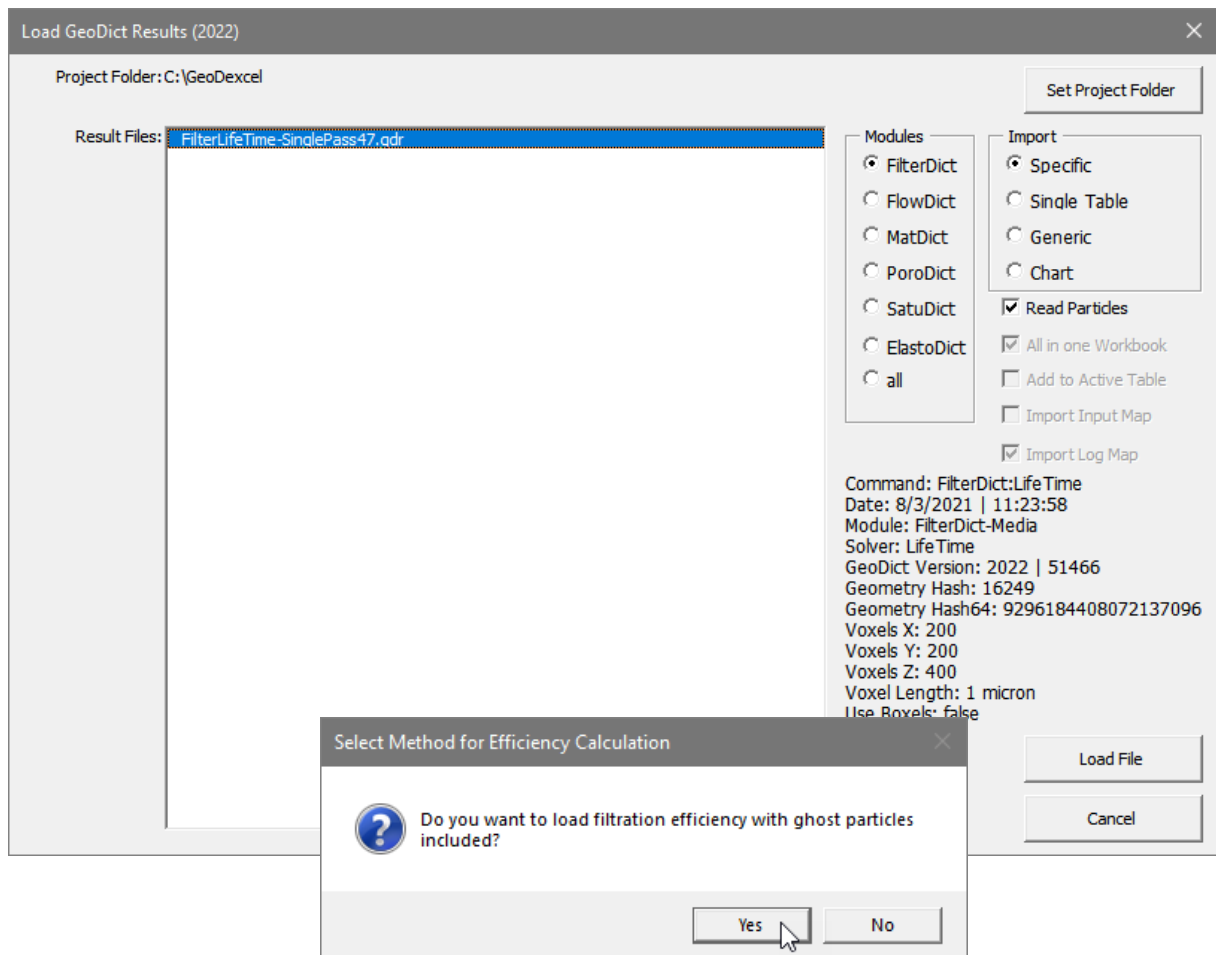 Load GeoDict Results (2022)
Project Folder: C:\GeoDexcel
Set Project Folder
Result Files:
FilterLifeTime-SinglePass47.gdr
Modules
FilterDict
FlowDict
MatDict
PoroDict
SatuDict
ElastoDict
all
Import
Specific
Single Table
Generic
Chart
Read Particles
All in one Workbook
Add to Active Table
Import Input Map
Import Log Map
Command: FilterDict:LifeTime
Date: 8/3/2021 | 11:23:58
Module: FilterDict-Media
Solver: LifeTime
GeoDict Version: 2022 | 51466
Geometry Hash: 16249
Geometry Hash64: 9296184408072137096
Voxels X: 200
Voxels Y: 200
Voxels Z: 400
Voxel Length: 1 micron
Use Boxels: false
Load File
Cancel
Select Method for Efficiency Calculation
Do you want to load filtration efficiency with ghost particles
included?
Yes
No